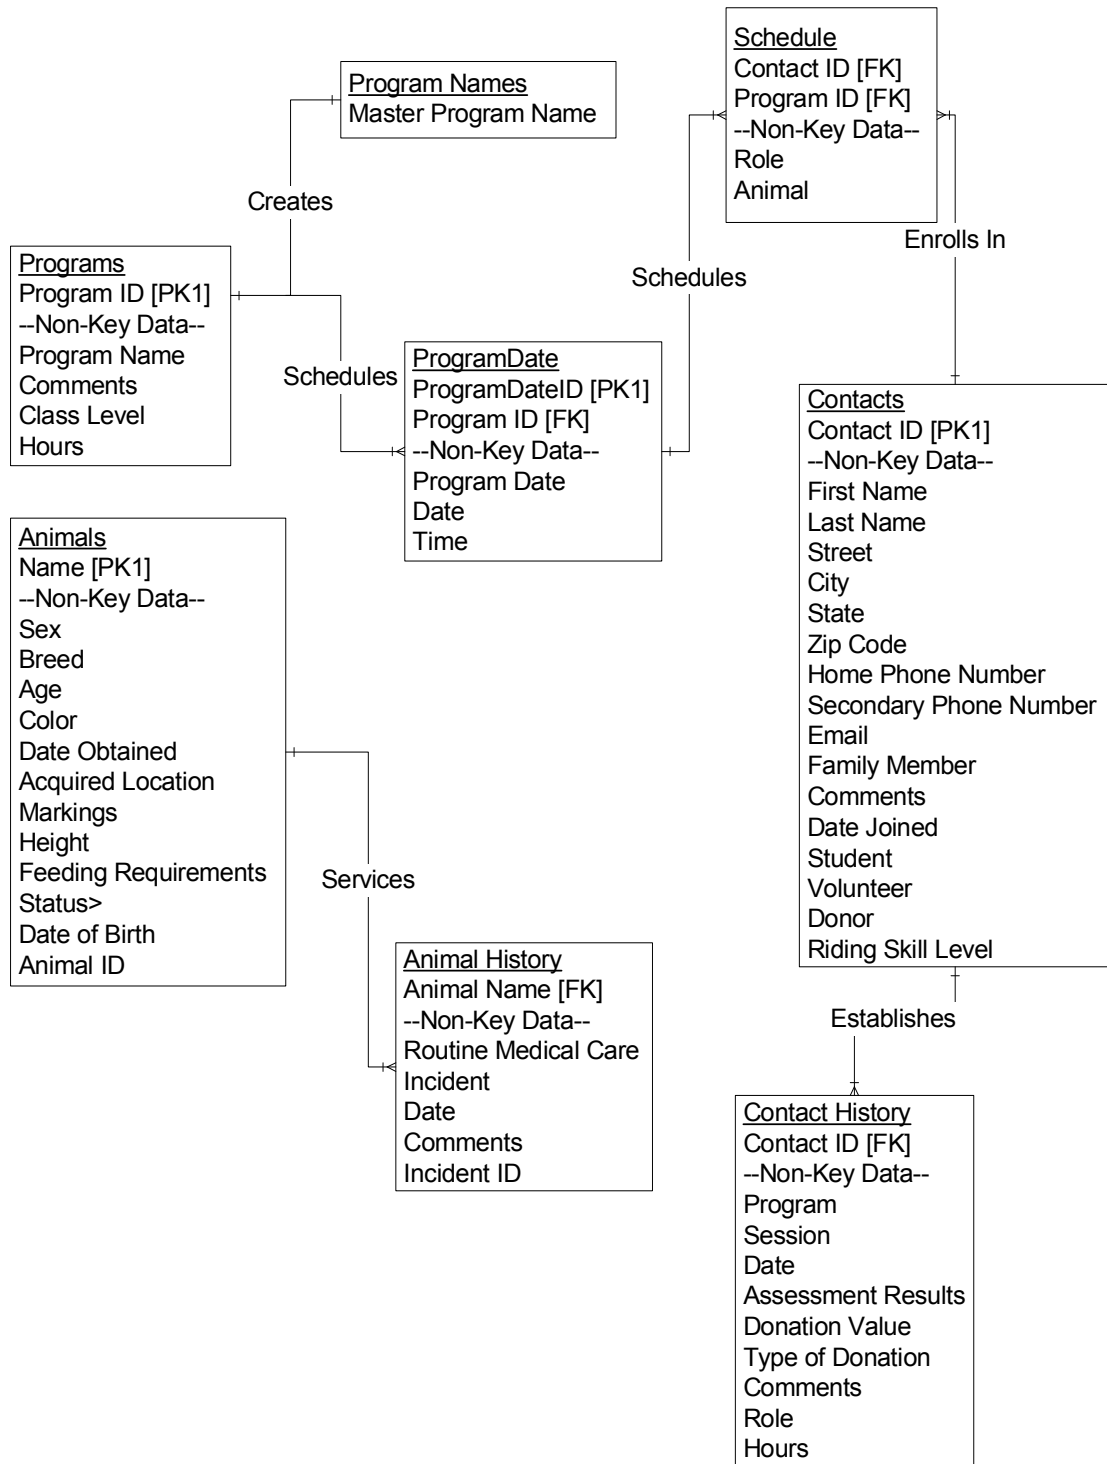 Program Names
Master Program Name
Schedule
Contact ID [FK]
Program ID [FK]
--Non-Key Data--
Role
Animal
Creates
Enrolls In
Programs
Program ID [PK1]
--Non-Key Data--
Program Name
Comments
Class Level
Hours
Schedules
Schedules
ProgramDate
ProgramDateID [PK1]
Program ID [FK]
--Non-Key Data--
Program Date
Date
Time
Contacts
Contact ID [PK1]
--Non-Key Data--
First Name
Last Name
Street
City
State
Zip Code
Home Phone Number
Secondary Phone Number
Email
Family Member
Comments
Date Joined
Student
Volunteer
Donor
Riding Skill Level
Animals
Name [PK1]
--Non-Key Data--
Sex
Breed
Age
Color
Date Obtained
Acquired Location
Markings
Height
Feeding Requirements
Status>
Date of Birth
Animal ID
Services
Animal History
Animal Name [FK]
--Non-Key Data--
Routine Medical Care
Incident
Date
Comments
Incident ID
Establishes
Contact History
Contact ID [FK]
--Non-Key Data--
Program
Session
Date
Assessment Results
Donation Value
Type of Donation
Comments
Role
Hours